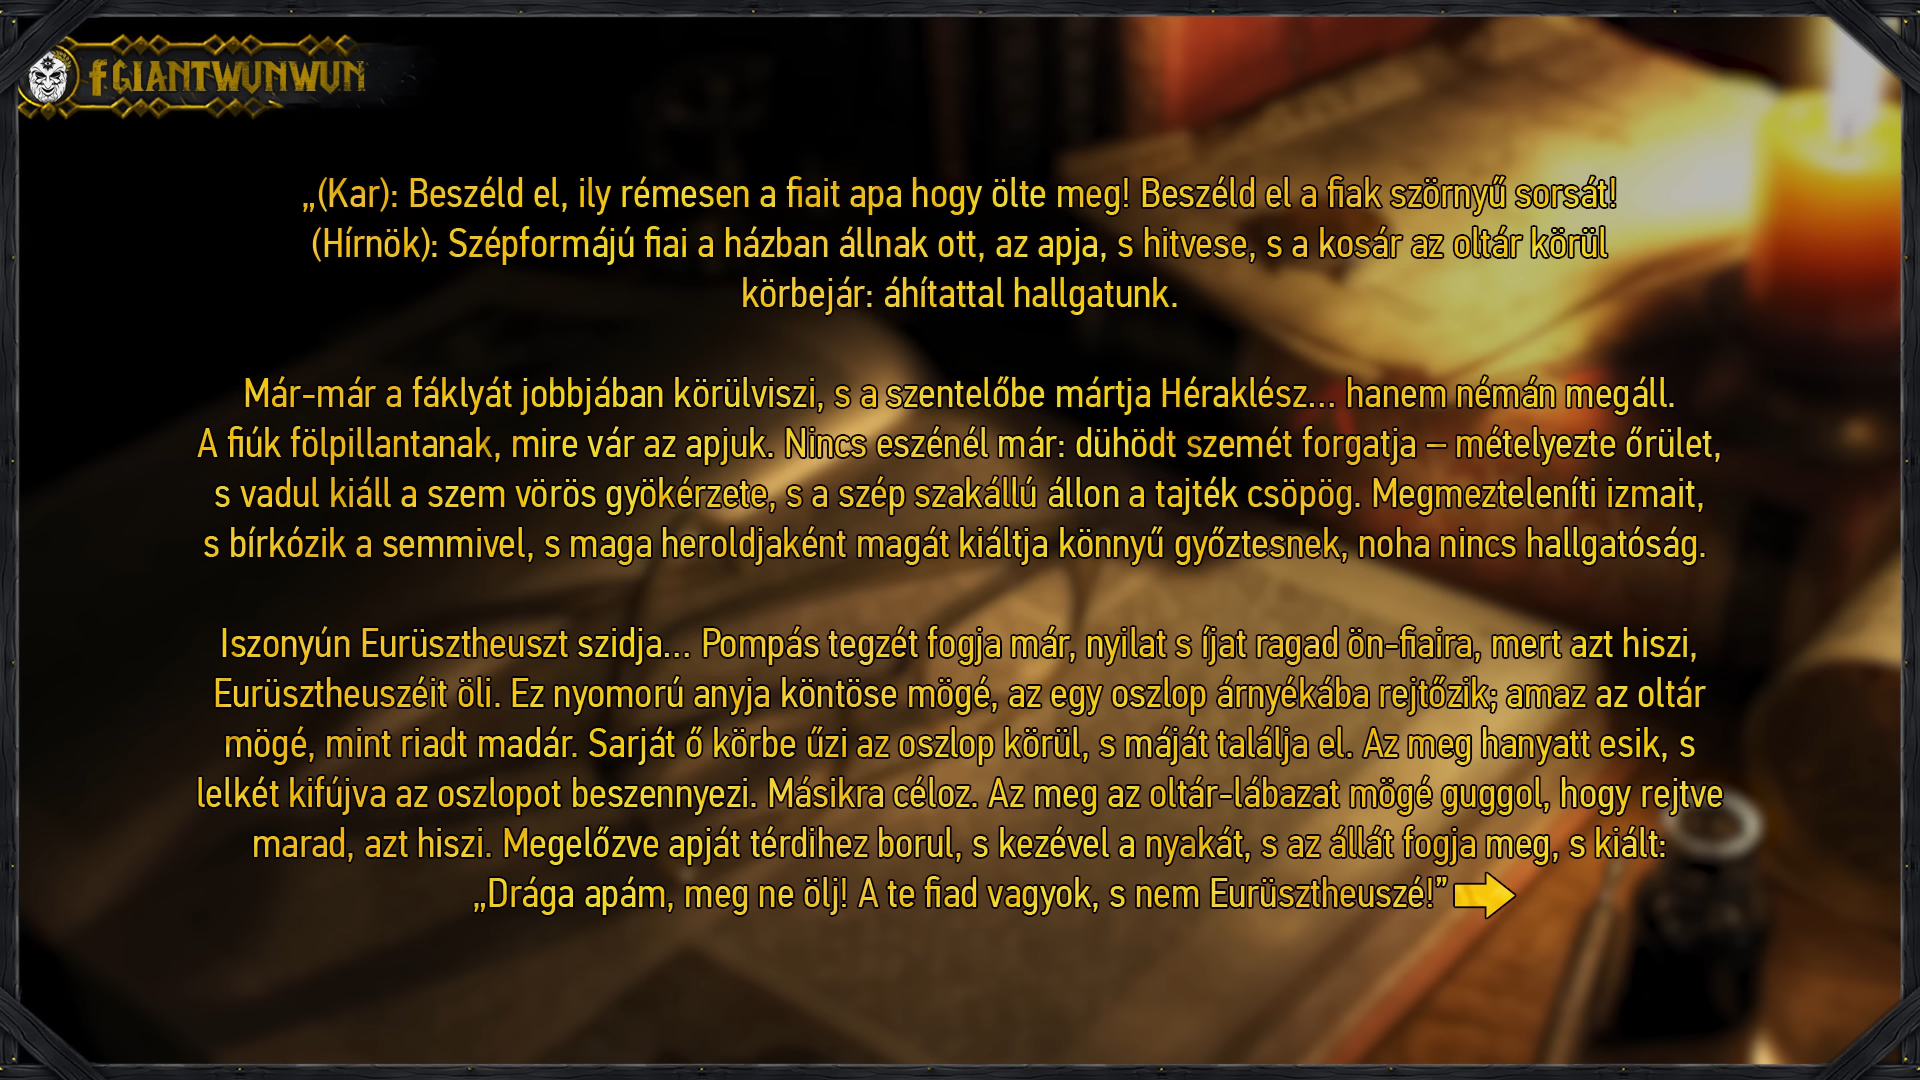 fGIANTWUNWUN
„(Kar): Beszéld el, ily rémesen a fiait apa hogy ölte meg! Beszéld el a fiak szörnyű sorsát!
(Hírnök): Szépformájú fiai a házban állnak ott, az apja, s hitvese, s a kosár az oltár körül
körbejár: áhítattal hallgatunk.
Már-már a fáklyát jobbjában körülviszi, s a szentelőbe mártja Héraklész... hanem némán megáll.
A fiúk fölpillantanak, mire vár az apjuk. Nincs eszénél már: dühödt szemét forgatja – mételyezte őrület,
s vadul kiáll a szem vörös gyökérzete, s a szép szakállú állon a tajték csöpög. Megmezteleníti izmait,
s bírkózik a semmivel, s maga heroldjaként magát kiáltja könnyű győztesnek, noha nincs hallgatóság.
Iszonyún Eurüsztheuszt szidja... Pompás tegzét fogja már, nyilat s íjat ragad ön-fiaira, mert azt hiszi,
Eurüsztheuszéit öli. Ez nyomorú anyja köntöse mögé, az egy oszlop árnyékába rejtőzik; amaz az oltár
mögé, mint riadt madár. Sarját ő körbe űzi az oszlop körül, s máját találja el. Az meg hanyatt esik, s
lelkét kifújva az oszlopot beszennyezi. Másikra céloz. Az meg az oltár-lábazat mögé guggol, hogy rejtve
marad, azt hiszi. Megelőzve apját térdihez borul, s kezével a nyakát, s az állát fogja meg, s kiált:
„Drága apám, meg ne ölj! A te fiad vagyok, s nem Eurüsztheuszé!”